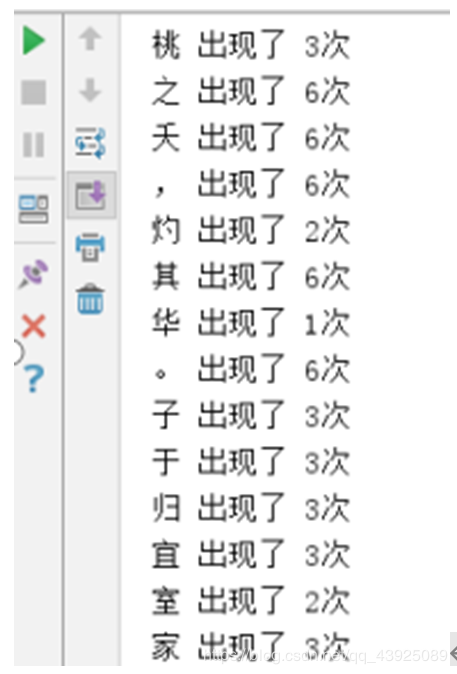 桃 出现了 3次
之 出现了 6次
夭 出现了 6次
， 出现了 6次
灼 出现了 2次
其 出现了 6次
华 出现了 1次
。 出现了 6次
子 出现了 3次
于 出现了 3次
归 出现了 3次
宜 出现了 3次
室 出现了 2次
家 出现了 3次
https://blog.csdn.net/qq_43925089